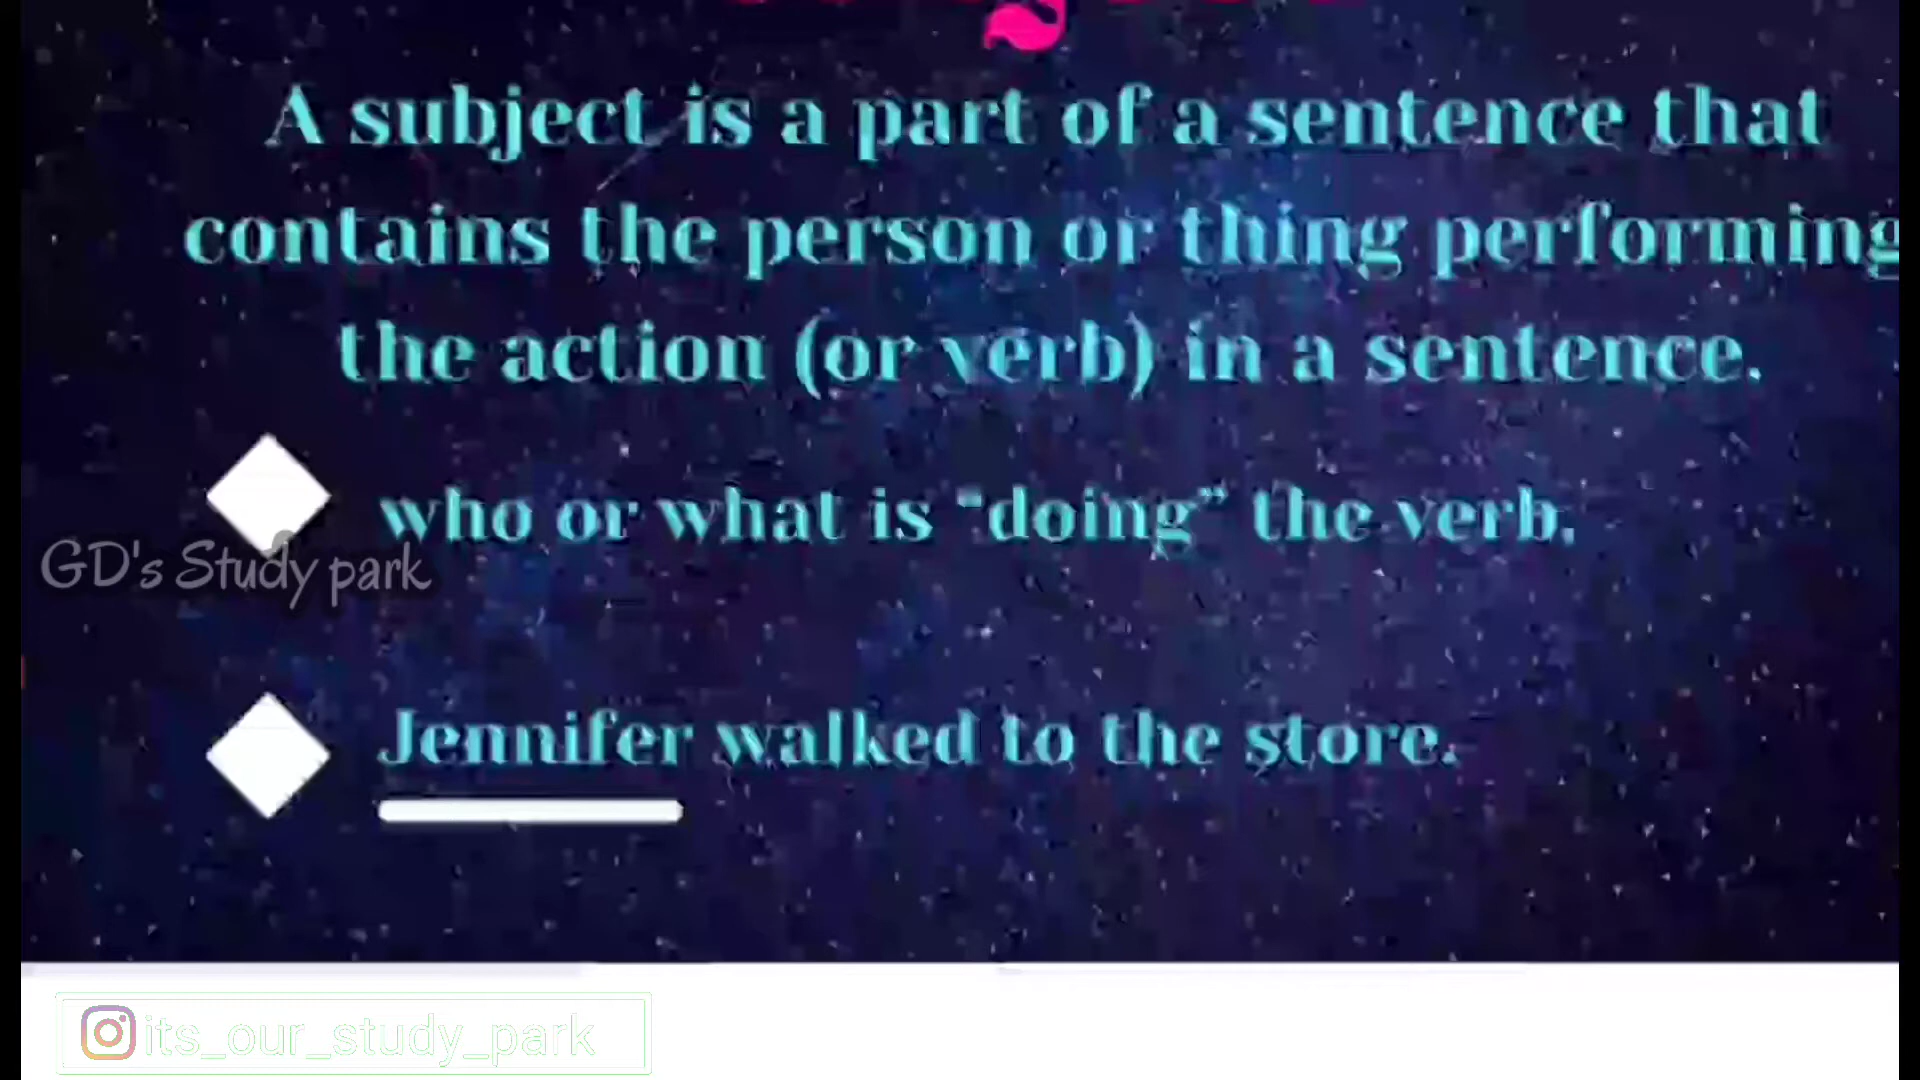 A subject is a part of a sentence that
contains the person or thing performing
the action (or verb) in a sentence.
who or what is “doing” the verb.
GD's Study park
Jennifer walked to the store.
its_our_study_park